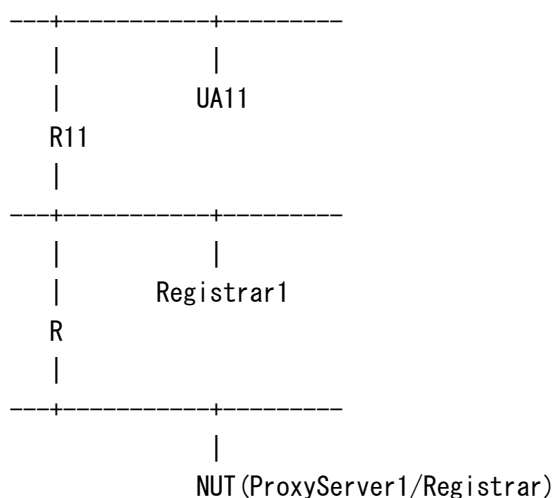 ---+-----------+---------
|           |
|          UA11
R11
|
---+-----------+---------
|           |
|       Registrar1
R
|
---+-----------+---------
|
NUT(ProxyServer1/Registrar)